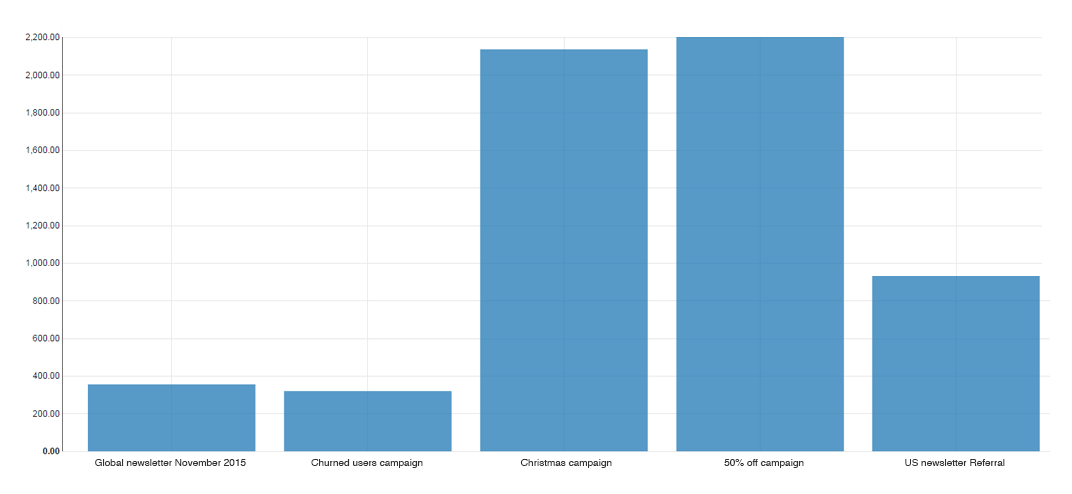 2,200.00
2,000.00
1,800.00
1,600.00
1,400.00
1,200.00
1,000.00
800.00
600.00
400.00
200.00
0.00
Global newsletter November 2015
Churned users campaign
Christmas campaign
50% off campaign
US newsletter Referral